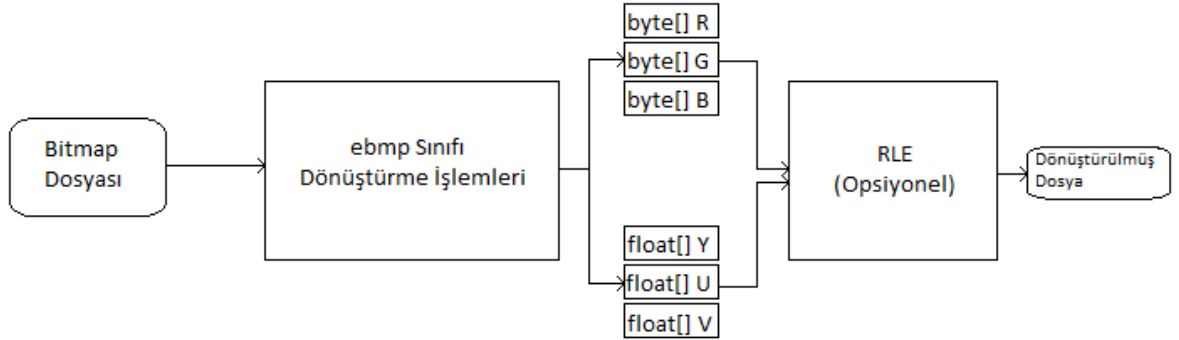 Bitmap
Dosyası
ebmp Sınıfı
Dönüştürme İşlemleri
byte[] R
byte[] G
byte[] B
float[] Y
float[] U
float[] V
RLE
(Opsiyonel)
Dönüştürülmüş
Dosya